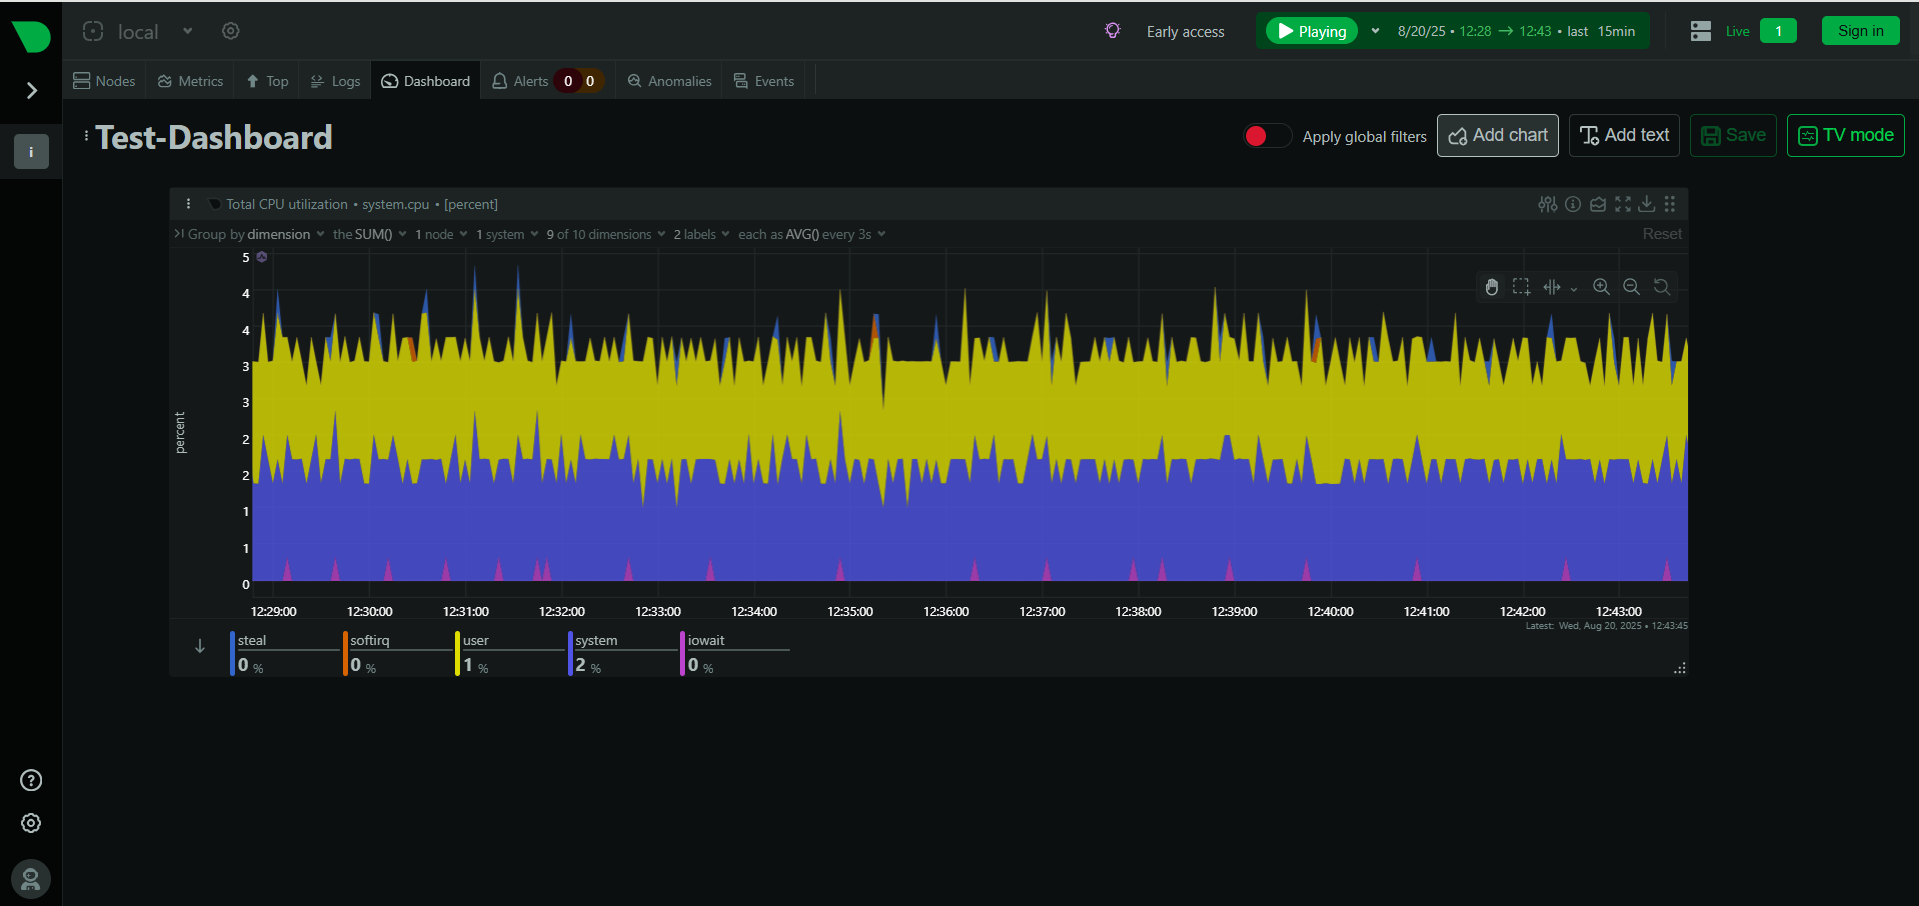 local
Early access
Playing
8/20/25 • 12:28 → 12:43 • last 15min
Live
1
Sign in
Nodes
Metrics
Top
Logs
Dashboard
Alerts 0 0
Anomalies
Events
i
Test-Dashboard
Apply global filters
Add chart
Add text
Save
TV mode
Total CPU utilization • system.cpu • [percent]
Group by dimension the SUM() 1 node 1 system 9 of 10 dimensions 2 labels each as AVG() every 3s
Reset
percent
5
4
4
3
3
2
2
1
1
0
12:29:00 12:30:00 12:31:00 12:32:00 12:33:00 12:34:00 12:35:00 12:36:00 12:37:00 12:38:00 12:39:00 12:40:00 12:41:00 12:42:00 12:43:00
Latest: Wed, Aug 20, 2025 • 12:43:45
steal softirq user system iowait
0 % 0 % 1 % 2 % 0 %